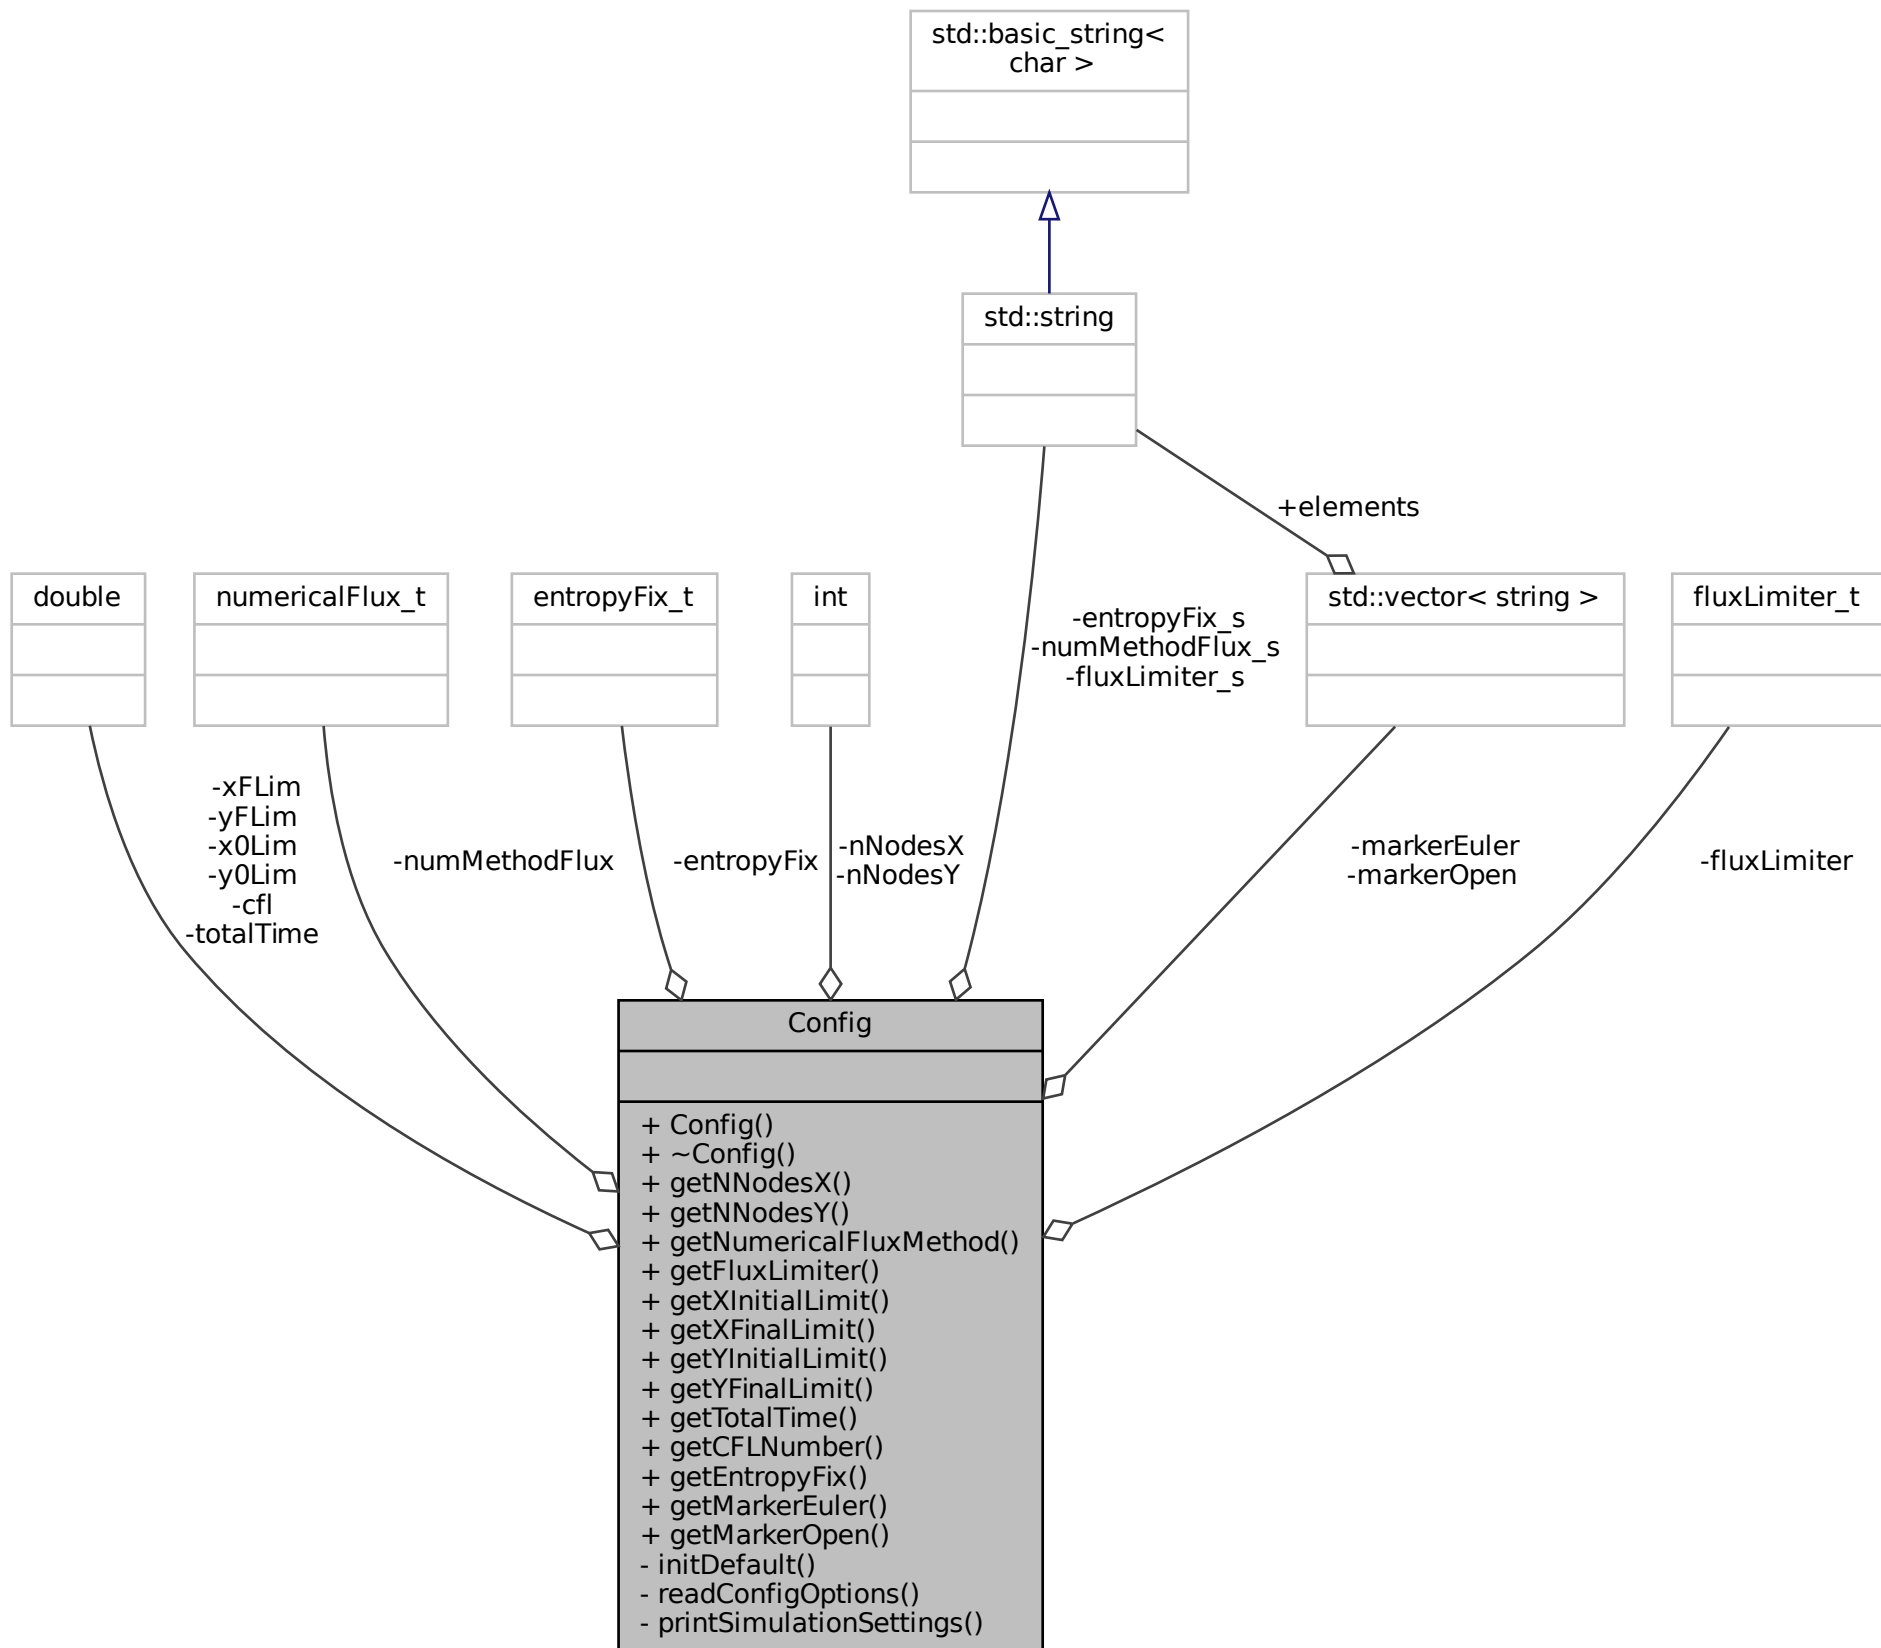 std::basic_string<
char >
std::string
+elements
double
numericalFlux_t
entropyFix_t
int
std::vector< string >
fluxLimiter_t
-entropyFix_s
-numMethodFlux_s
-fluxLimiter_s
-xFLim
-yFLim
-x0Lim
-y0Lim
-cfl
-totalTime
-numMethodFlux
-entropyFix
-nNodesX
-nNodesY
-markerEuler
-markerOpen
-fluxLimiter
Config
+ Config()
+ ~Config()
+ getNNodesX()
+ getNNodesY()
+ getNumericalFluxMethod()
+ getFluxLimiter()
+ getXInitialLimit()
+ getXFinalLimit()
+ getYInitialLimit()
+ getYFinalLimit()
+ getTotalTime()
+ getCFLNumber()
+ getEntropyFix()
+ getMarkerEuler()
+ getMarkerOpen()
- initDefault()
- readConfigOptions()
- printSimulationSettings()